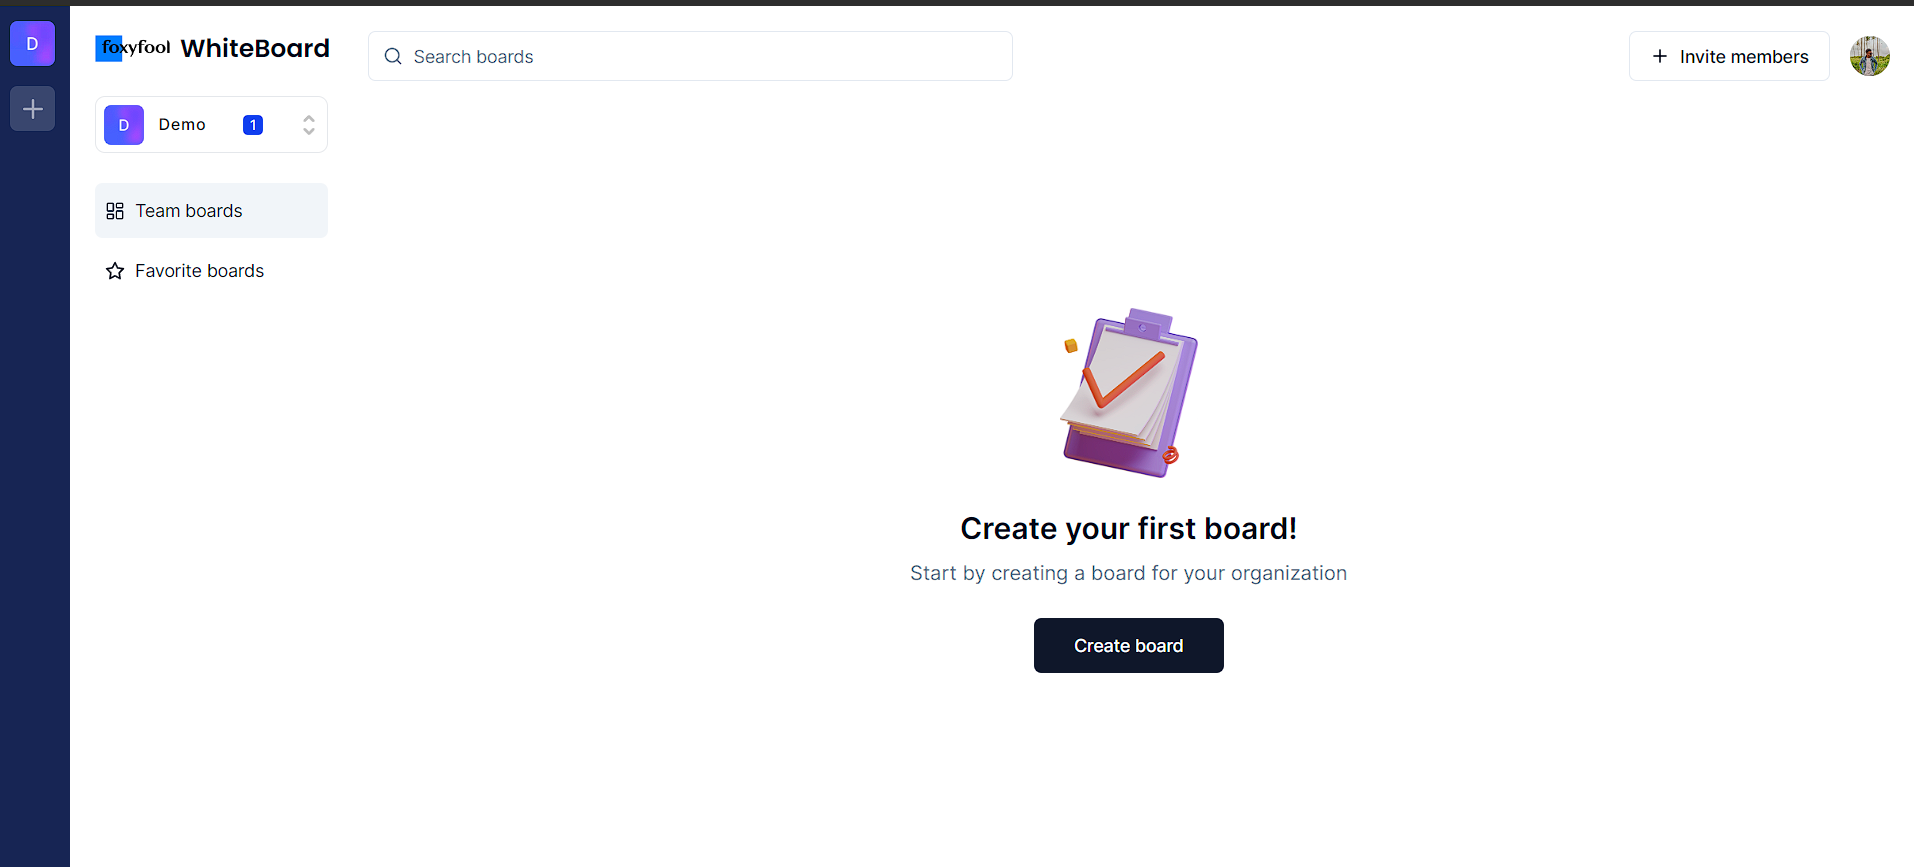 D
foxyfool WhiteBoard
Search boards
Invite members
D Demo 1
Team boards
Favorite boards
Create your first board!
Start by creating a board for your organization
Create board